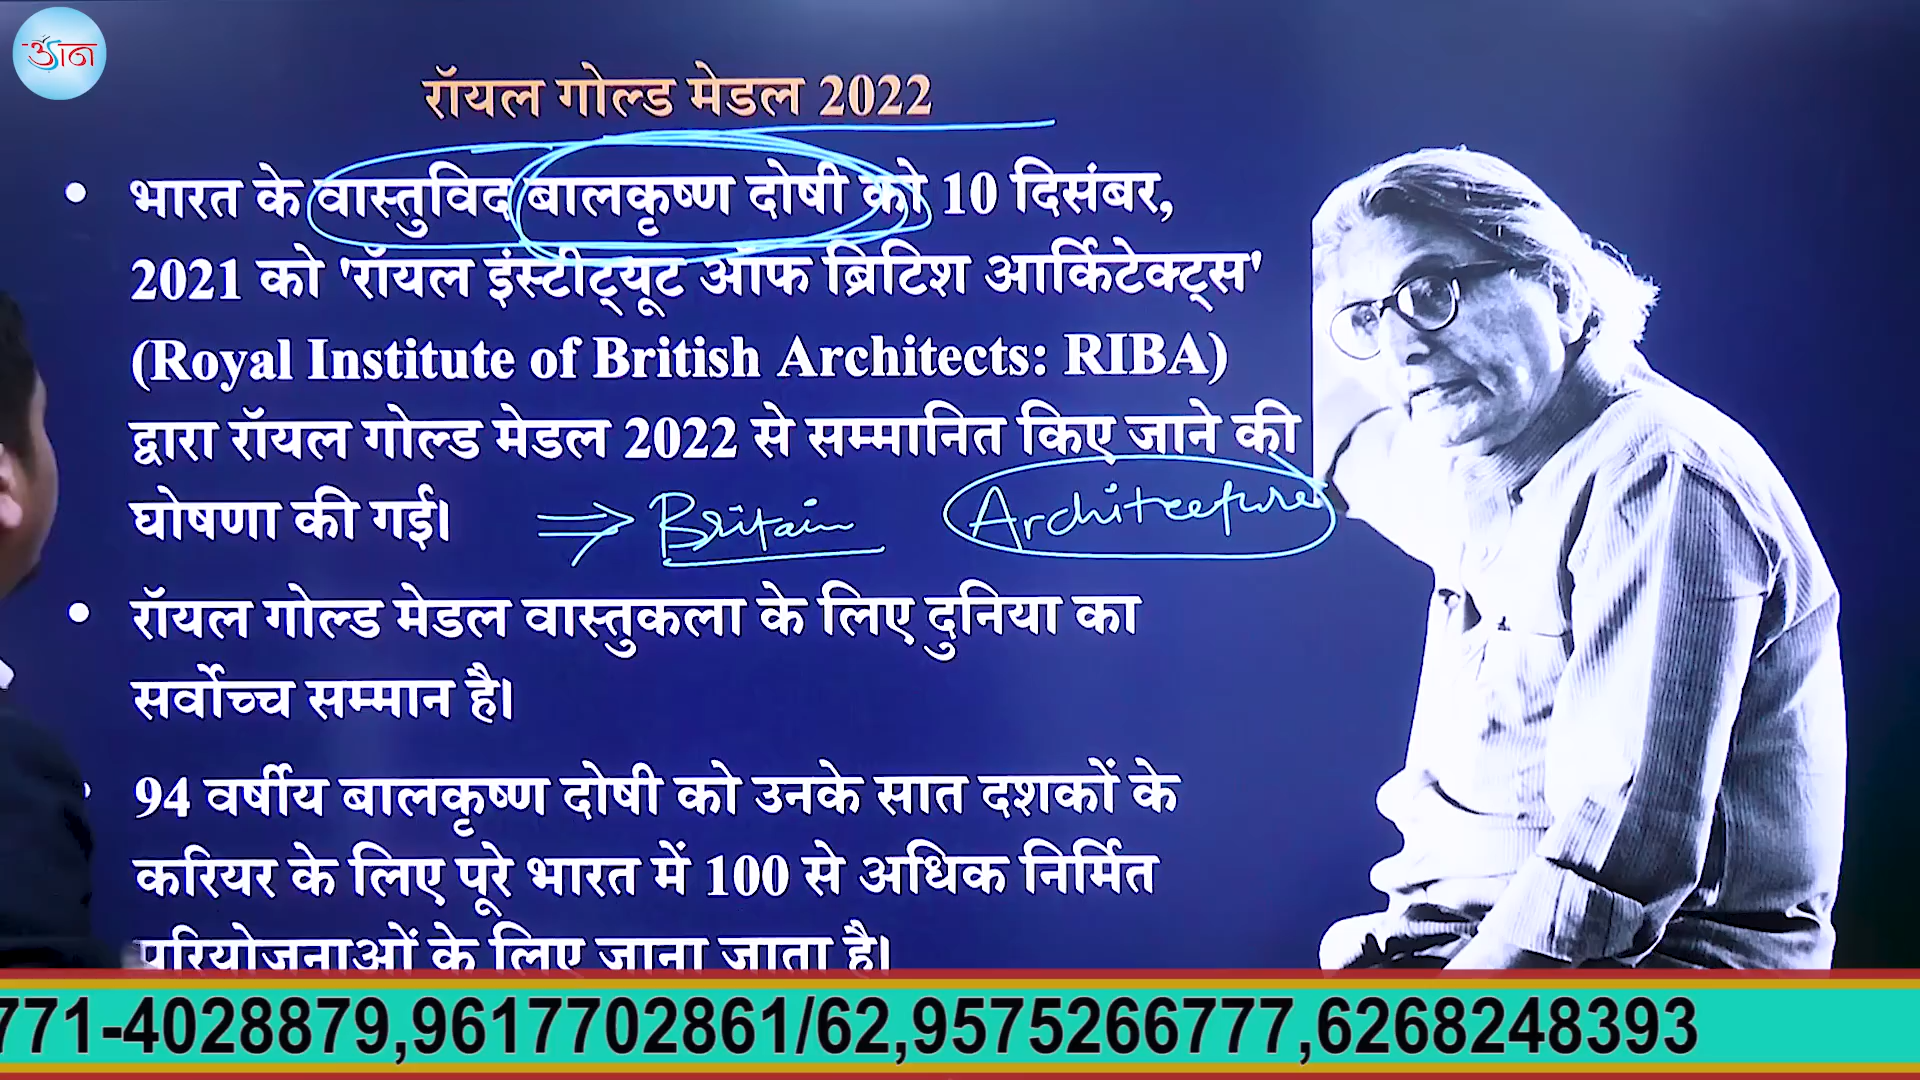 उड़ान
रॉयल गोल्ड मेडल 2022
• भारत के वास्तुविद बालकृष्ण दोषी को 10 दिसंबर,
2021 को 'रॉयल इंस्टीट्यूट ऑफ ब्रिटिश आर्किटेक्ट्स'
(Royal Institute of British Architects: RIBA)
द्वारा रॉयल गोल्ड मेडल 2022 से सम्मानित किए जाने की
घोषणा की गई।
⇒ Britain Architecture
• रॉयल गोल्ड मेडल वास्तुकला के लिए दुनिया का
सर्वोच्च सम्मान है।
94 वर्षीय बालकृष्ण दोषी को उनके सात दशकों के
करियर के लिए पूरे भारत में 100 से अधिक निर्मित
परियोजनाओं के लिए जाना जाता है।
771-4028879,9617702861/62,9575266777,6268248393